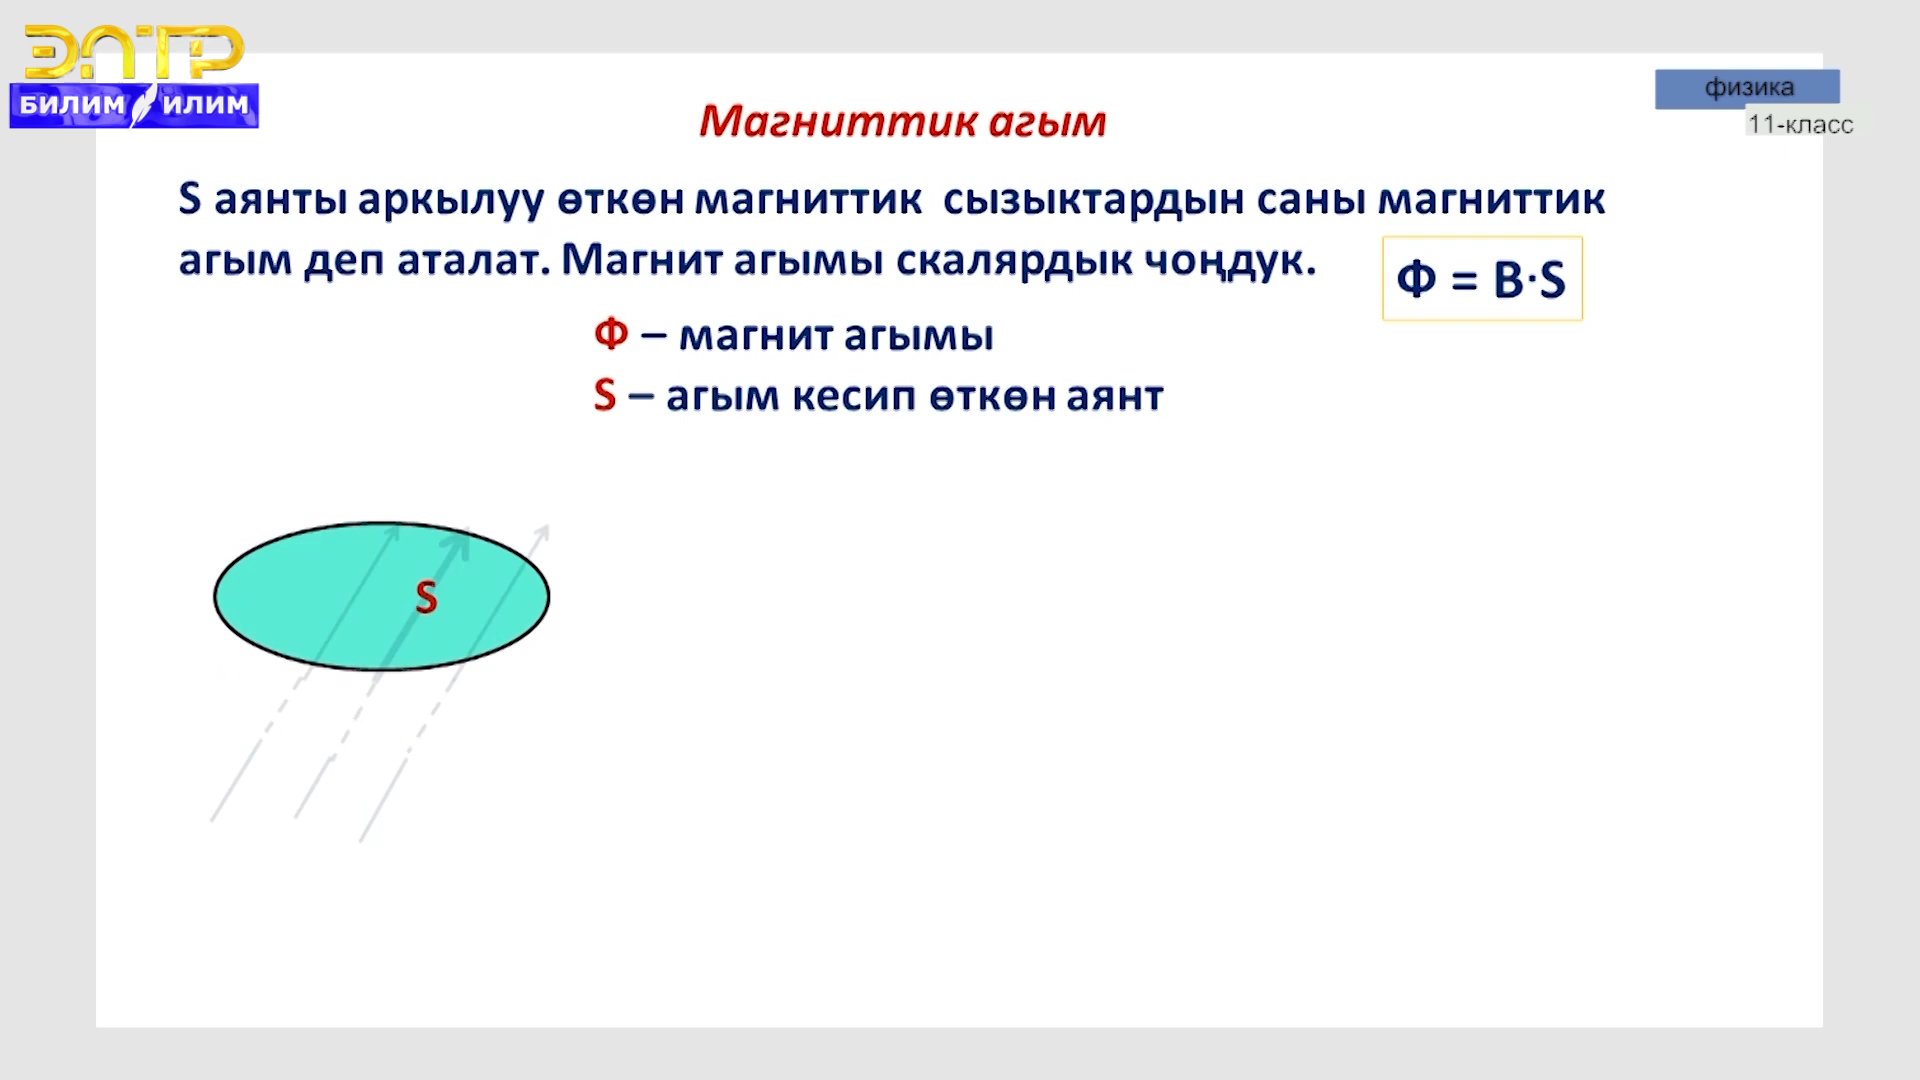 ЭЛТР
БИЛИМ ИЛИМ
физика
11-класс
Магниттик агым
S аянты аркылуу өткөн магниттик сызыктардын саны магниттик
агым деп аталат. Магнит агымы скалярдык чоңдук.
Ф = B·S
Ф – магнит агымы
S – агым кесип өткөн аянт
S